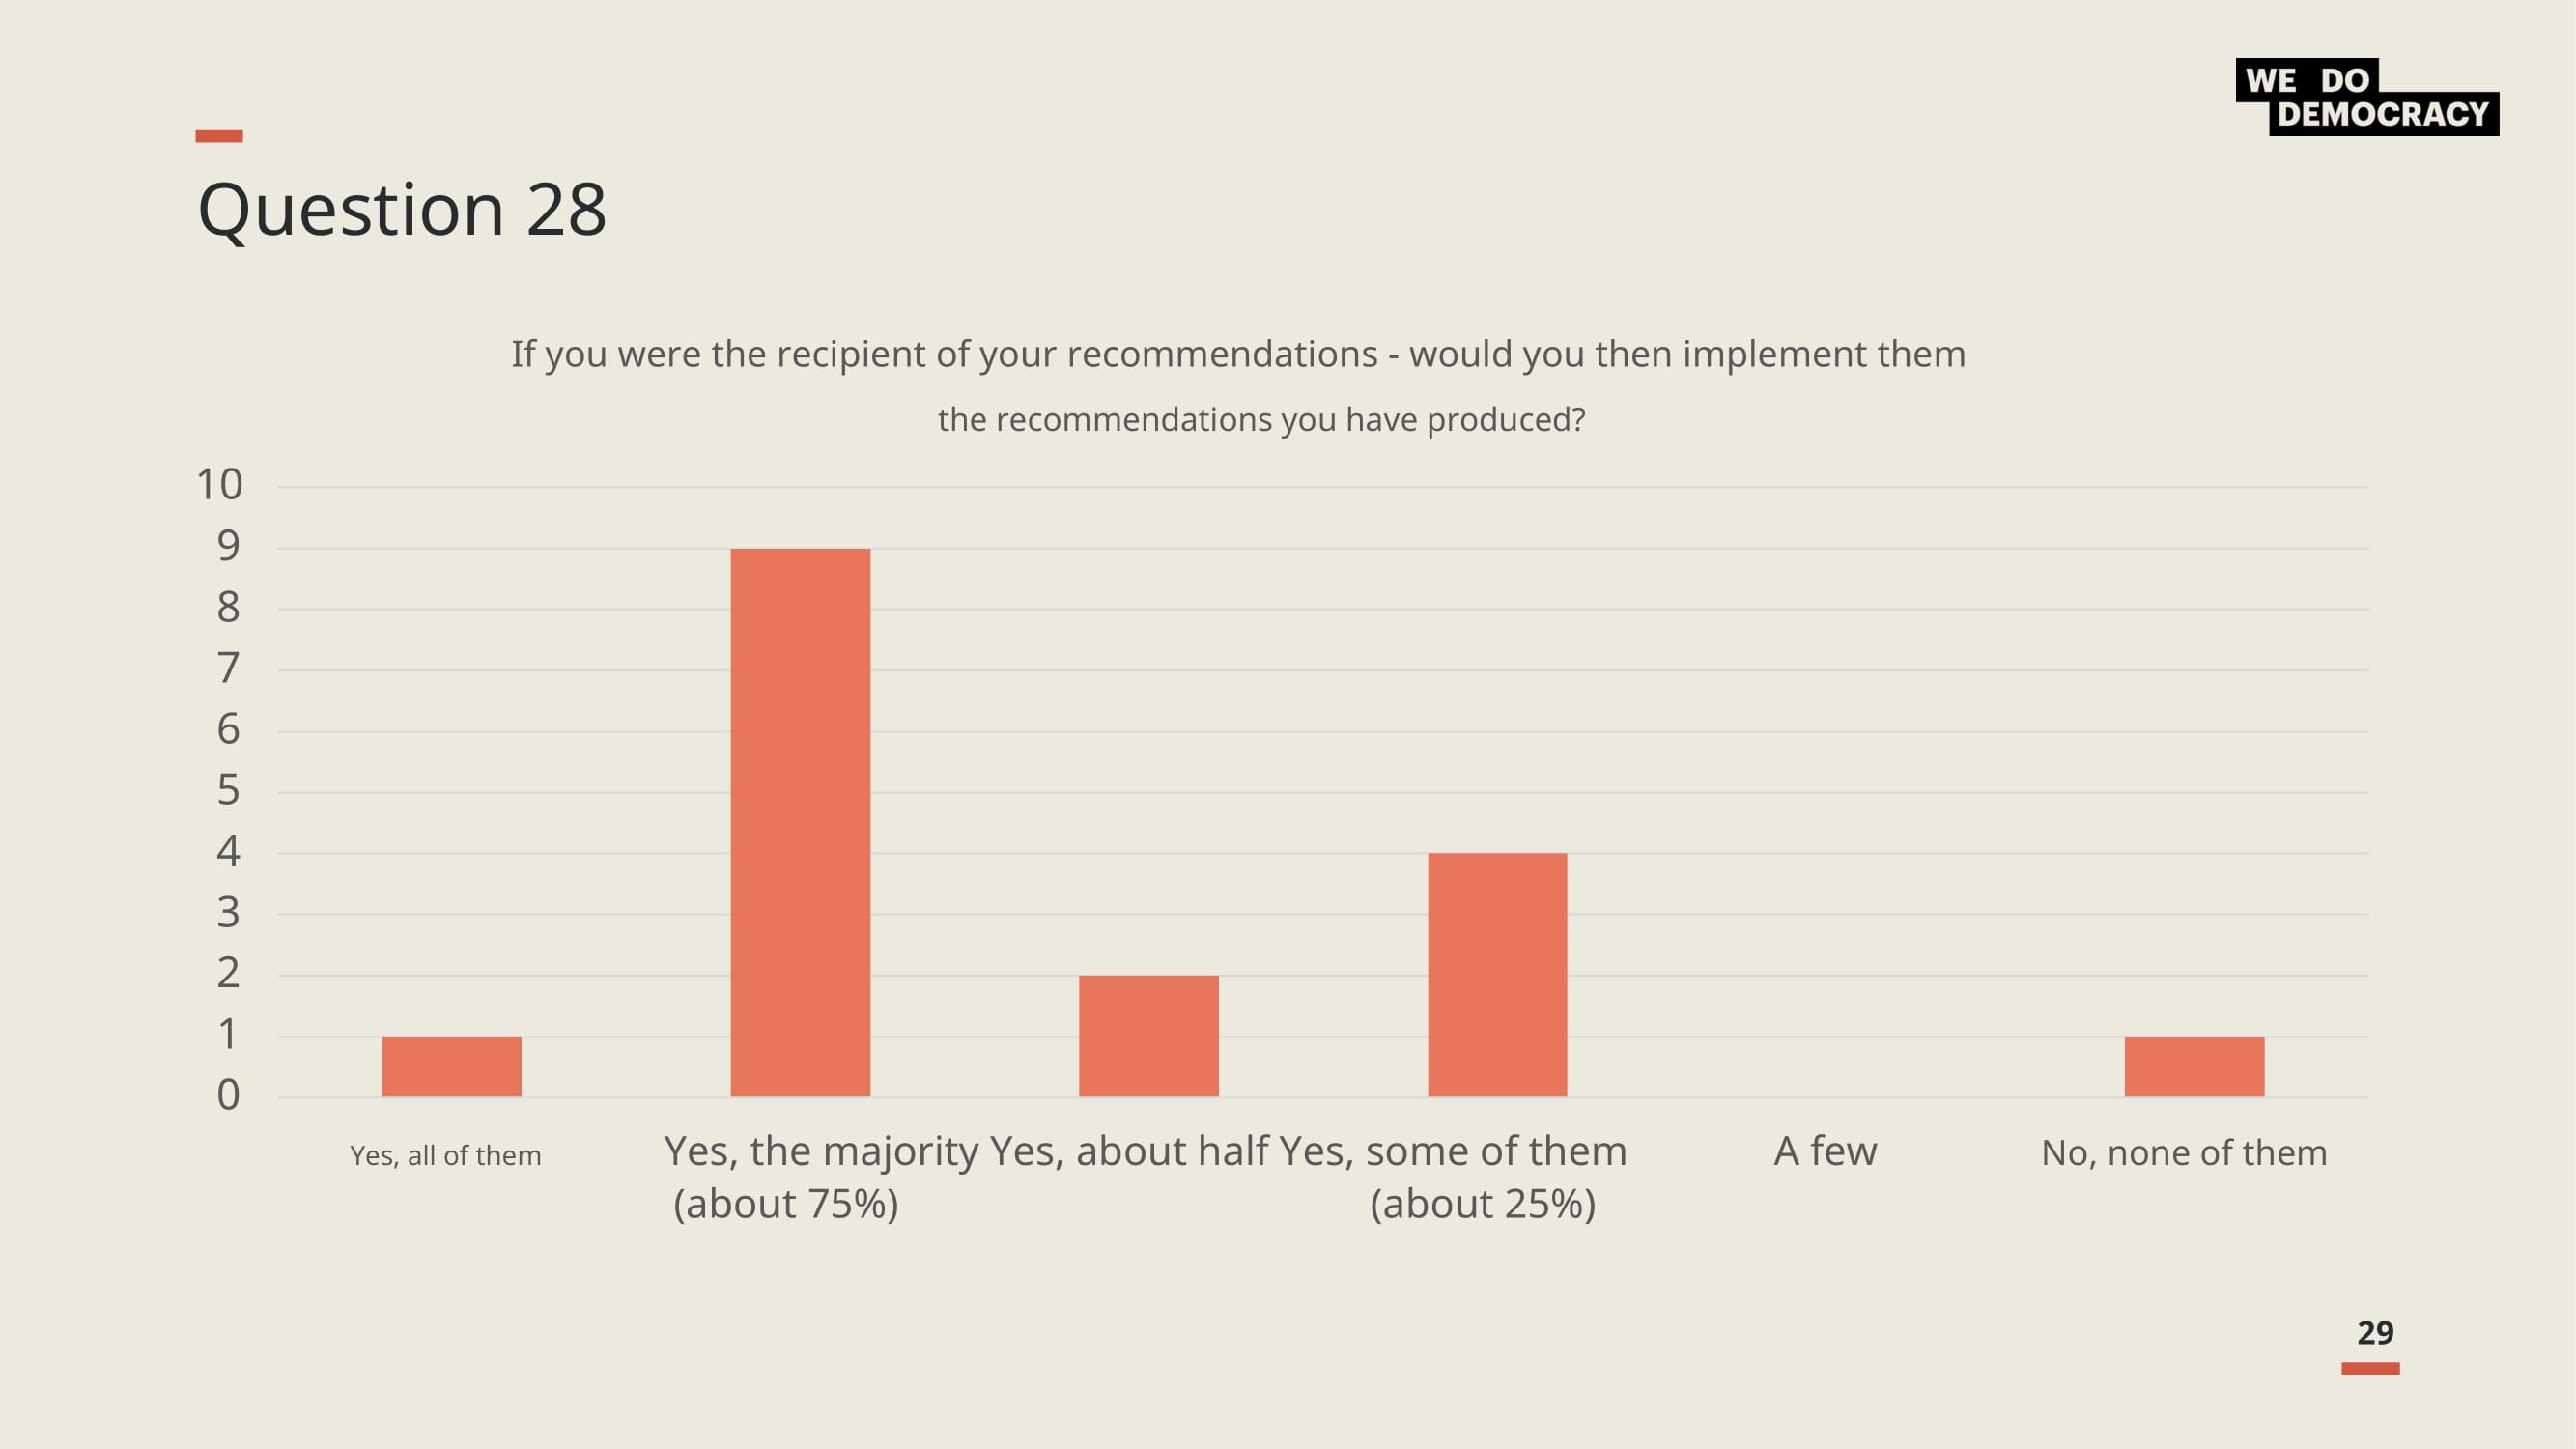 WE DO
DEMOCRACY
Question 28
If you were the recipient of your recommendations - would you then implement them
the recommendations you have produced?
10
9
8
7
6
5
4
3
2
1
0
Yes, all of them
Yes, the majority
(about 75%)
Yes, about half
Yes, some of them
(about 25%)
A few
No, none of them
29